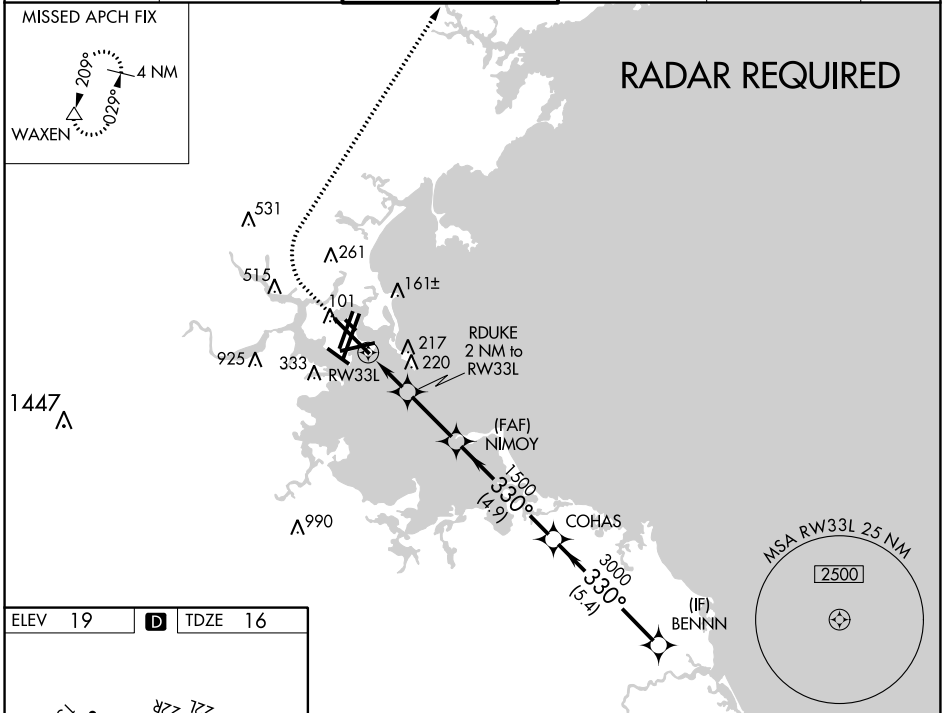 MISSED APCH FIX
209°
4 NM
029°
WAXEN
RADAR REQUIRED
531
261
515
161±
101
217
220
RDUKE
2 NM to
RW33L
925
333
RW33L
1447
(FAF)
NIMOY
1500
330°
(4.9)
990
COHAS
3000
330°
(5.4)
(IF)
BENNN
MSA RW33L 25 NM
2500
ELEV 19
D
TDZE 16
22L 22R